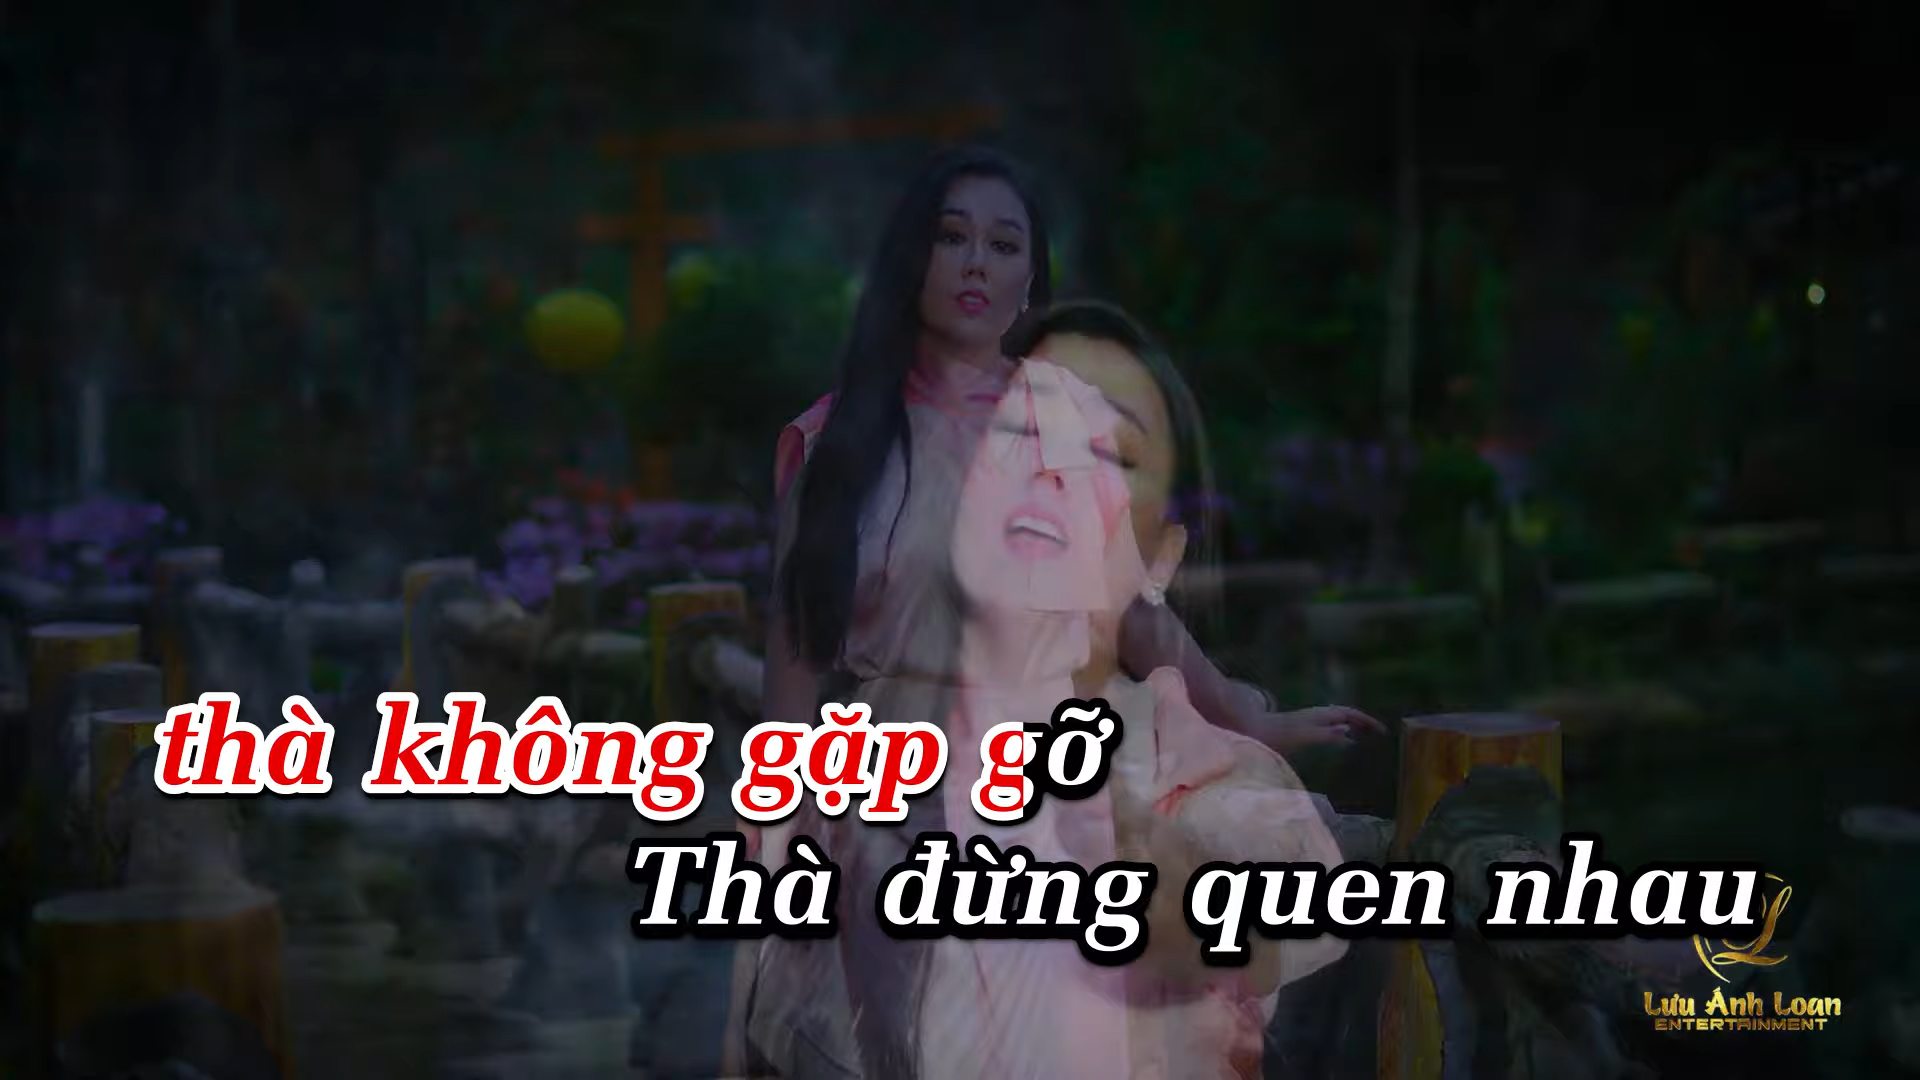 thà không gặp gỡ
Thà đừng quen nhau
Lưu Ánh Loan
ENTERTAINMENT